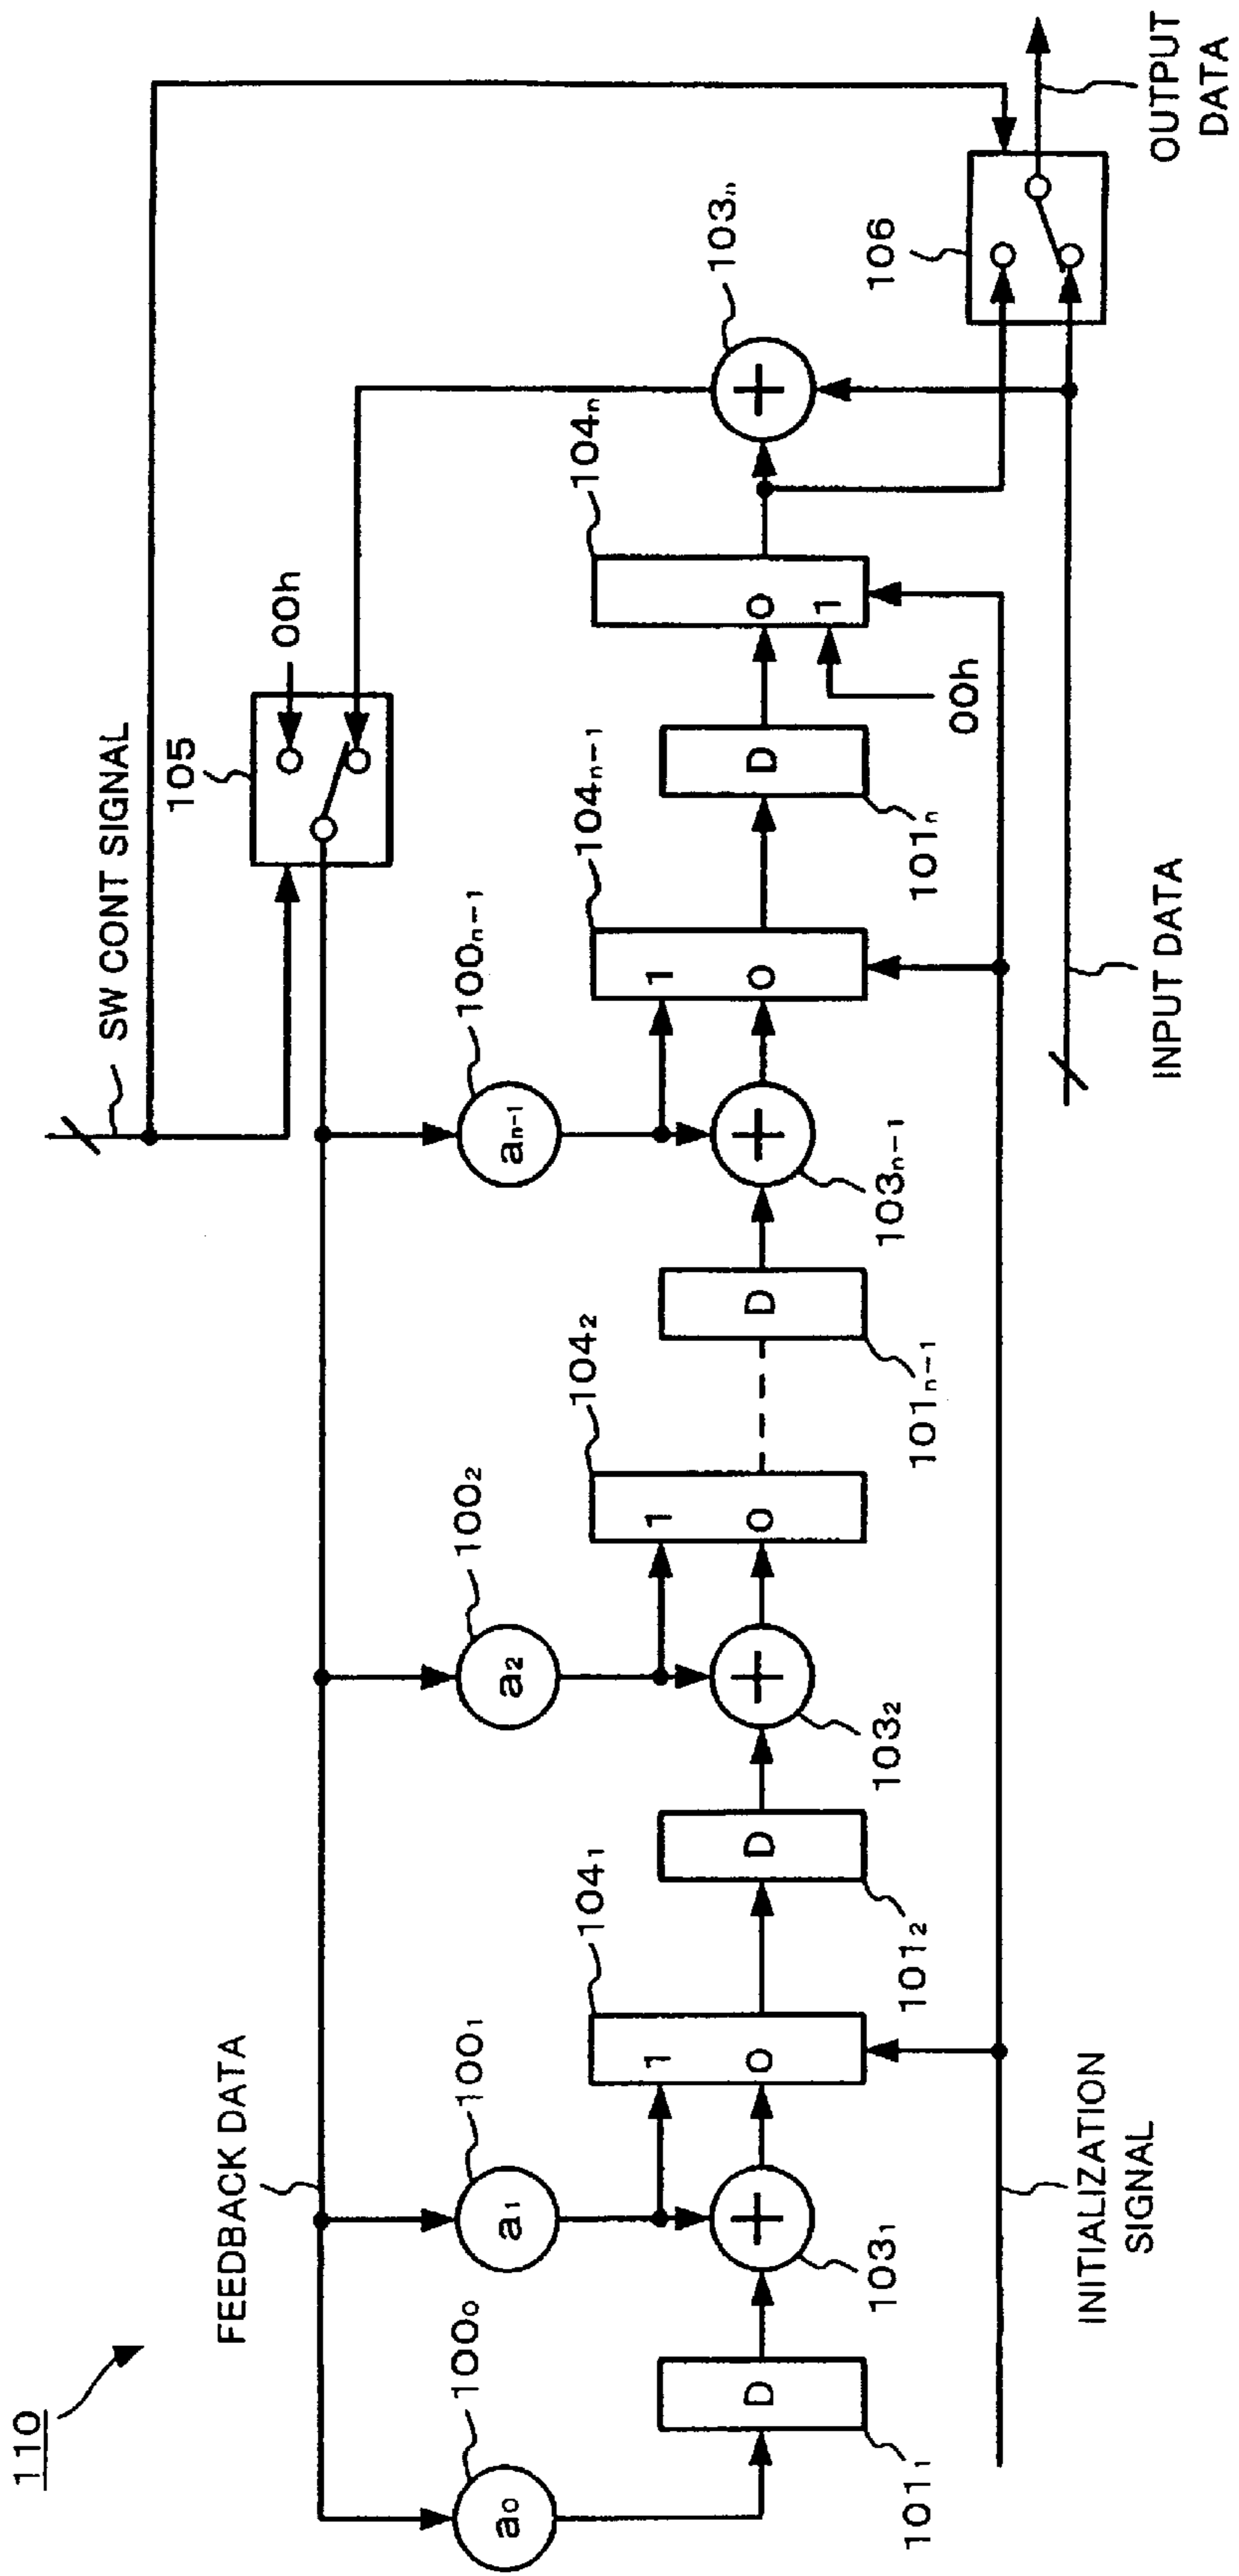 110
FEEDBACK DATA
SW CONT SIGNAL
105
00h
100₀
100₁
100₂
100ₙ₋₁
a₀
a₁
a₂
aₙ₋₁
104₁
104₂
104ₙ₋₁
104ₙ
103ₙ
1
1
1
D
+
0
D
+
0
D
+
0
D
0
1
+
101₁
103₁
101₂
103₂
101ₙ₋₁
103ₙ₋₁
101ₙ
00h
106
INITIALIZATION
SIGNAL
INPUT DATA
OUTPUT
DATA